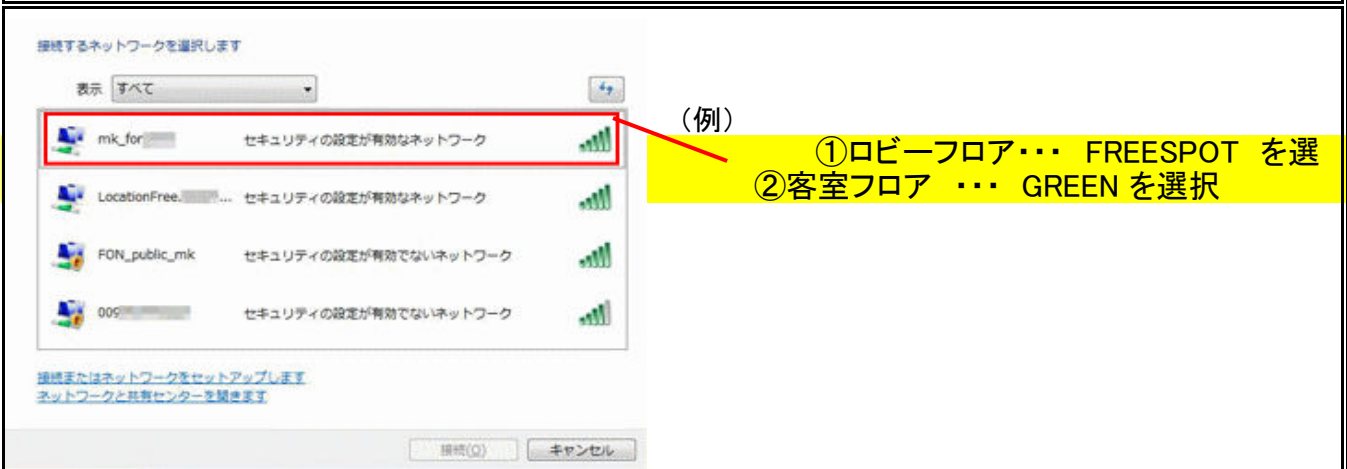 接続するネットワークを選択します
表示 すべて
mk_for セキュリティの設定が有効なネットワーク
LocationFree. ... セキュリティの設定が有効なネットワーク
FON_public_mk セキュリティの設定が有効でないネットワーク
009 セキュリティの設定が有効でないネットワーク
接続またはネットワークをセットアップします
ネットワークと共有センターを開きます
接続(O) キャンセル
(例)
①ロビーフロア・・・ FREESPOT を選
②客室フロア ・・・ GREEN を選択